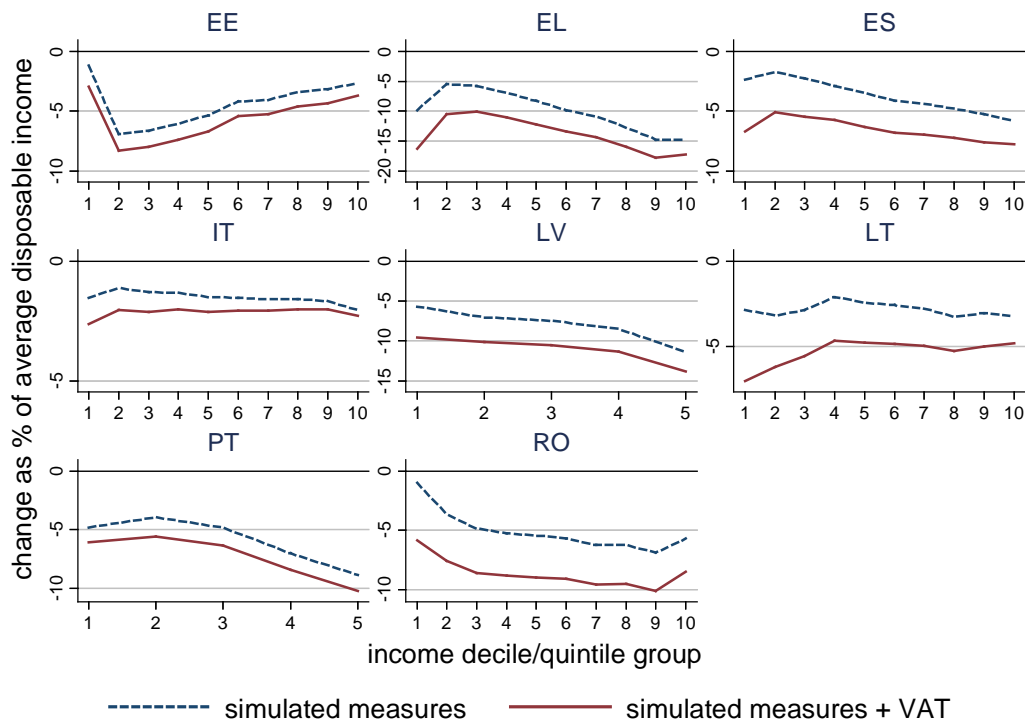 EE
EL
ES
change as % of average disposable income
0
-5
-10
1 2 3 4 5 6 7 8 9 10
0
-5
-10
-15
-20
1 2 3 4 5 6 7 8 9 10
0
-5
-10
1 2 3 4 5 6 7 8 9 10
IT
LV
LT
0
-5
1 2 3 4 5 6 7 8 9 10
0
-5
-10
-15
1 2 3 4 5
0
-5
1 2 3 4 5 6 7 8 9 10
PT
RO
0
-5
-10
1 2 3 4 5
0
-5
-10
1 2 3 4 5 6 7 8 9 10
income decile/quintile group
simulated measures
simulated measures + VAT